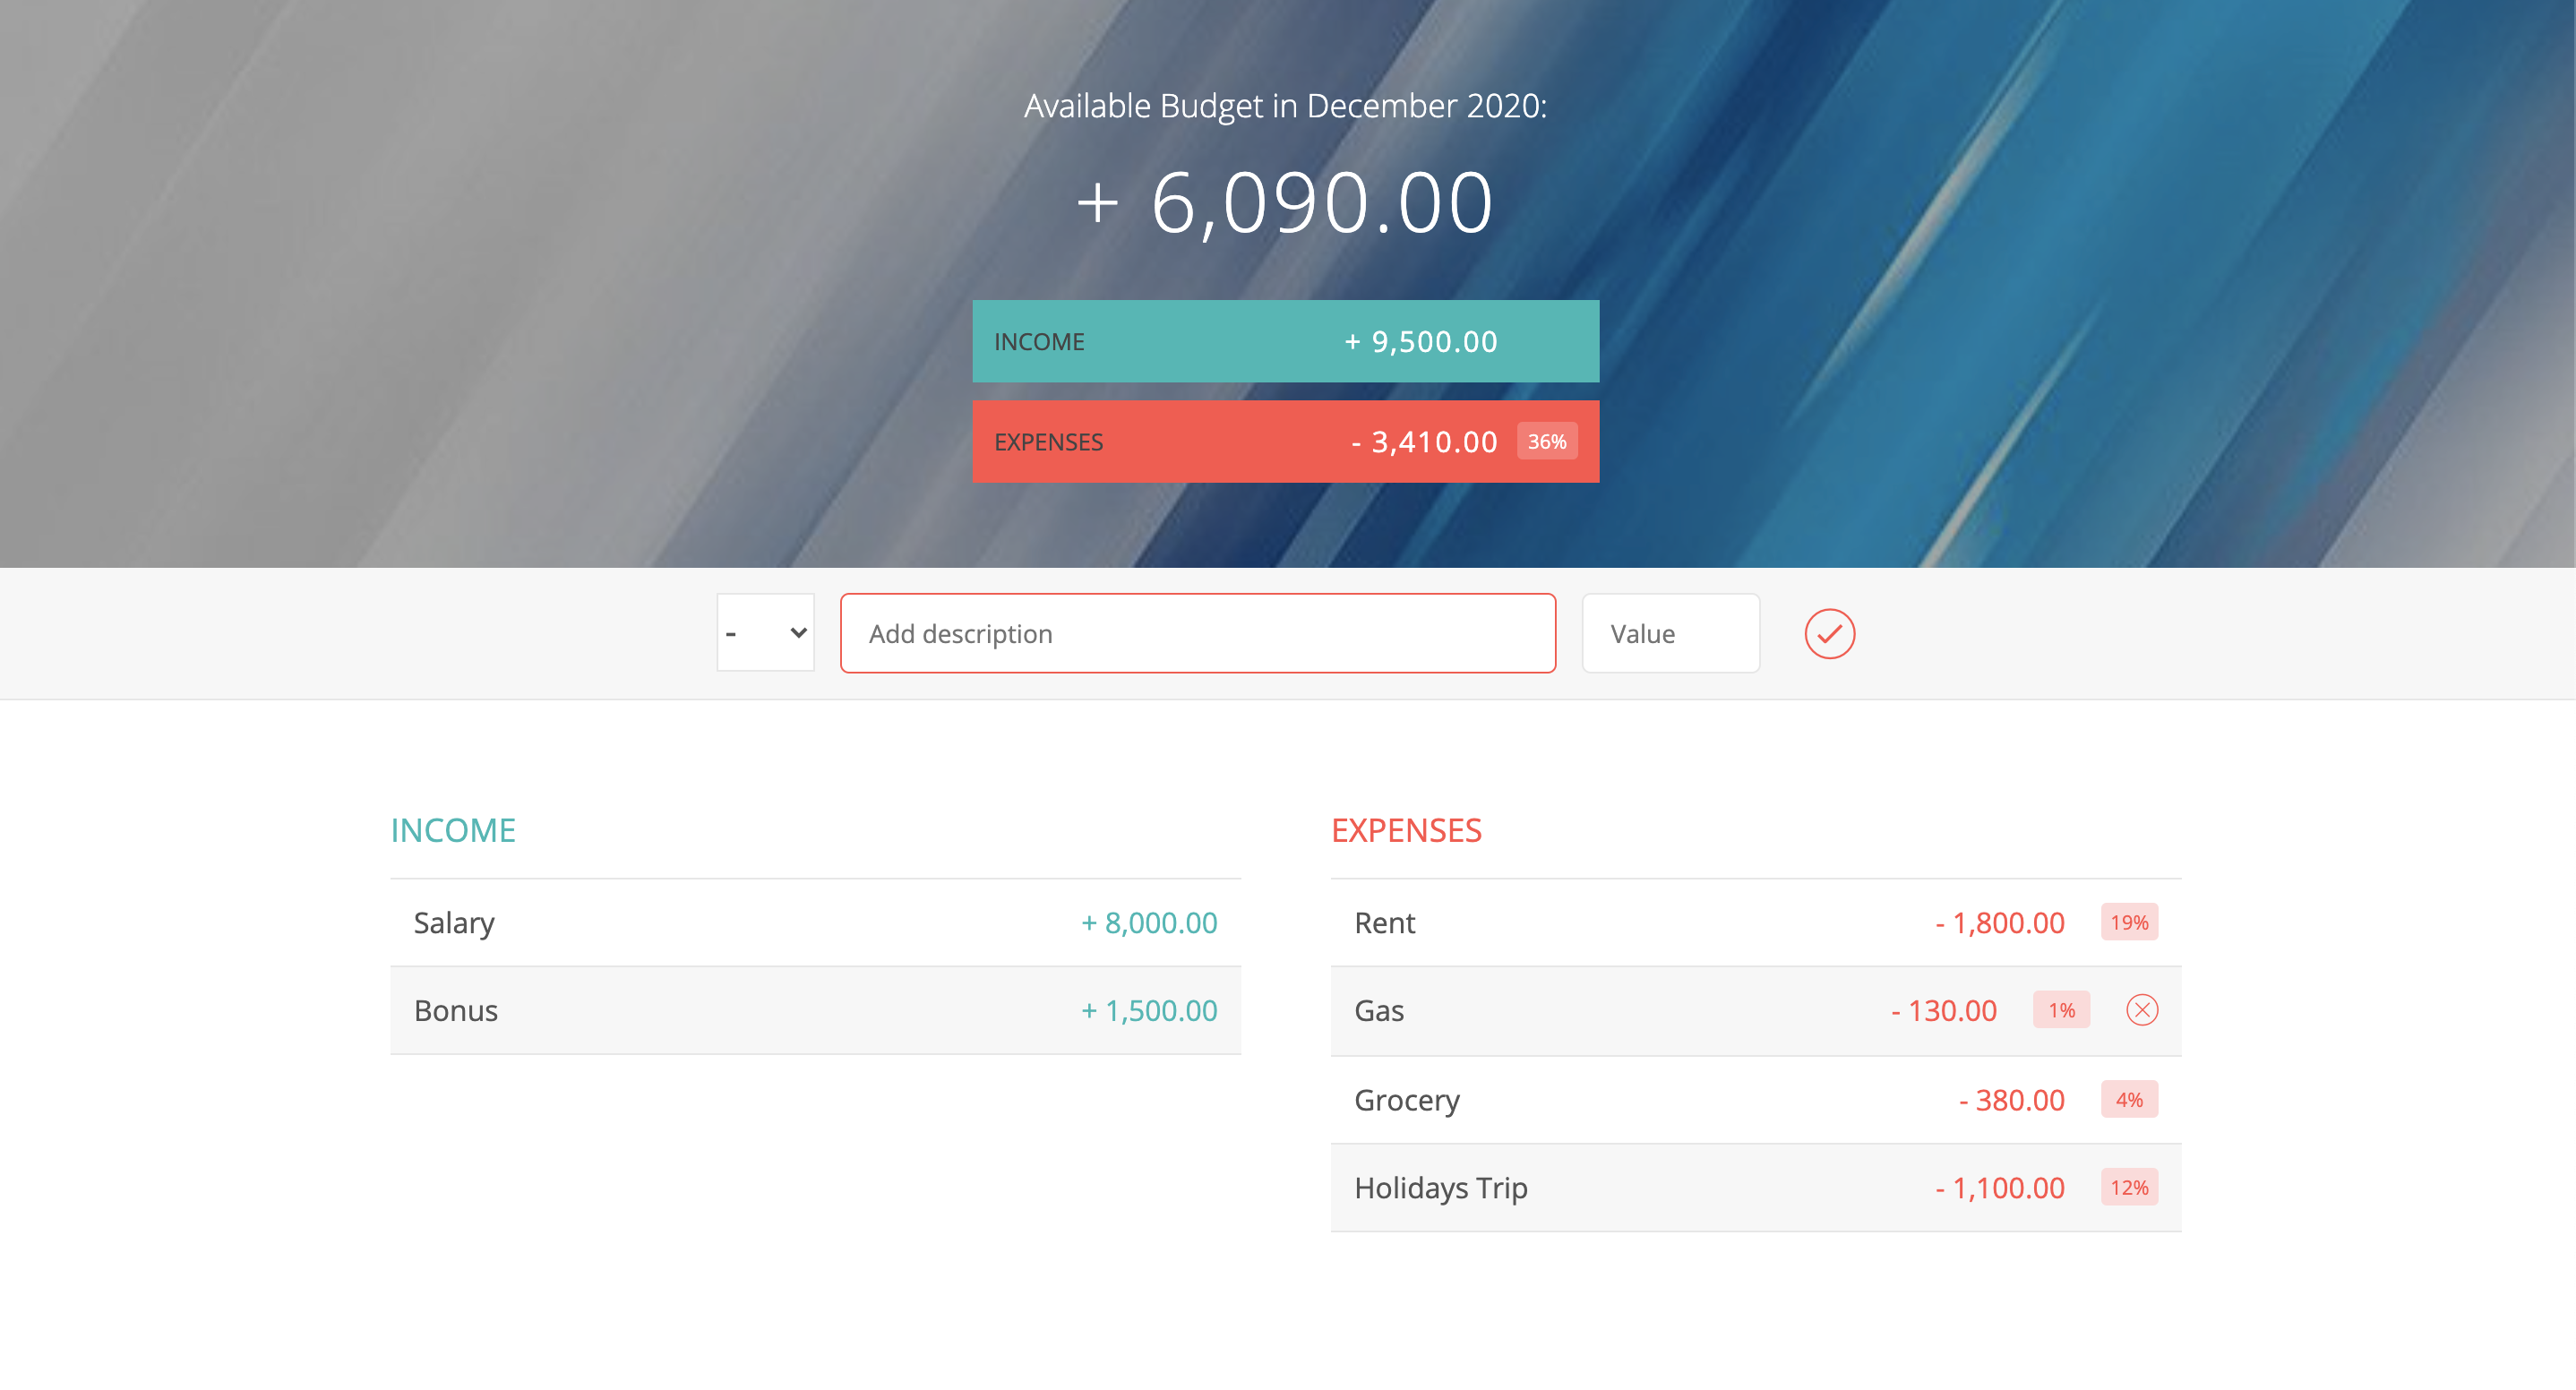 Available Budget in December 2020:
+ 6,090.00
INCOME + 9,500.00
EXPENSES - 3,410.00 36%
- Add description Value
INCOME
Salary + 8,000.00
Bonus + 1,500.00
EXPENSES
Rent - 1,800.00 19%
Gas - 130.00 1%
Grocery - 380.00 4%
Holidays Trip - 1,100.00 12%